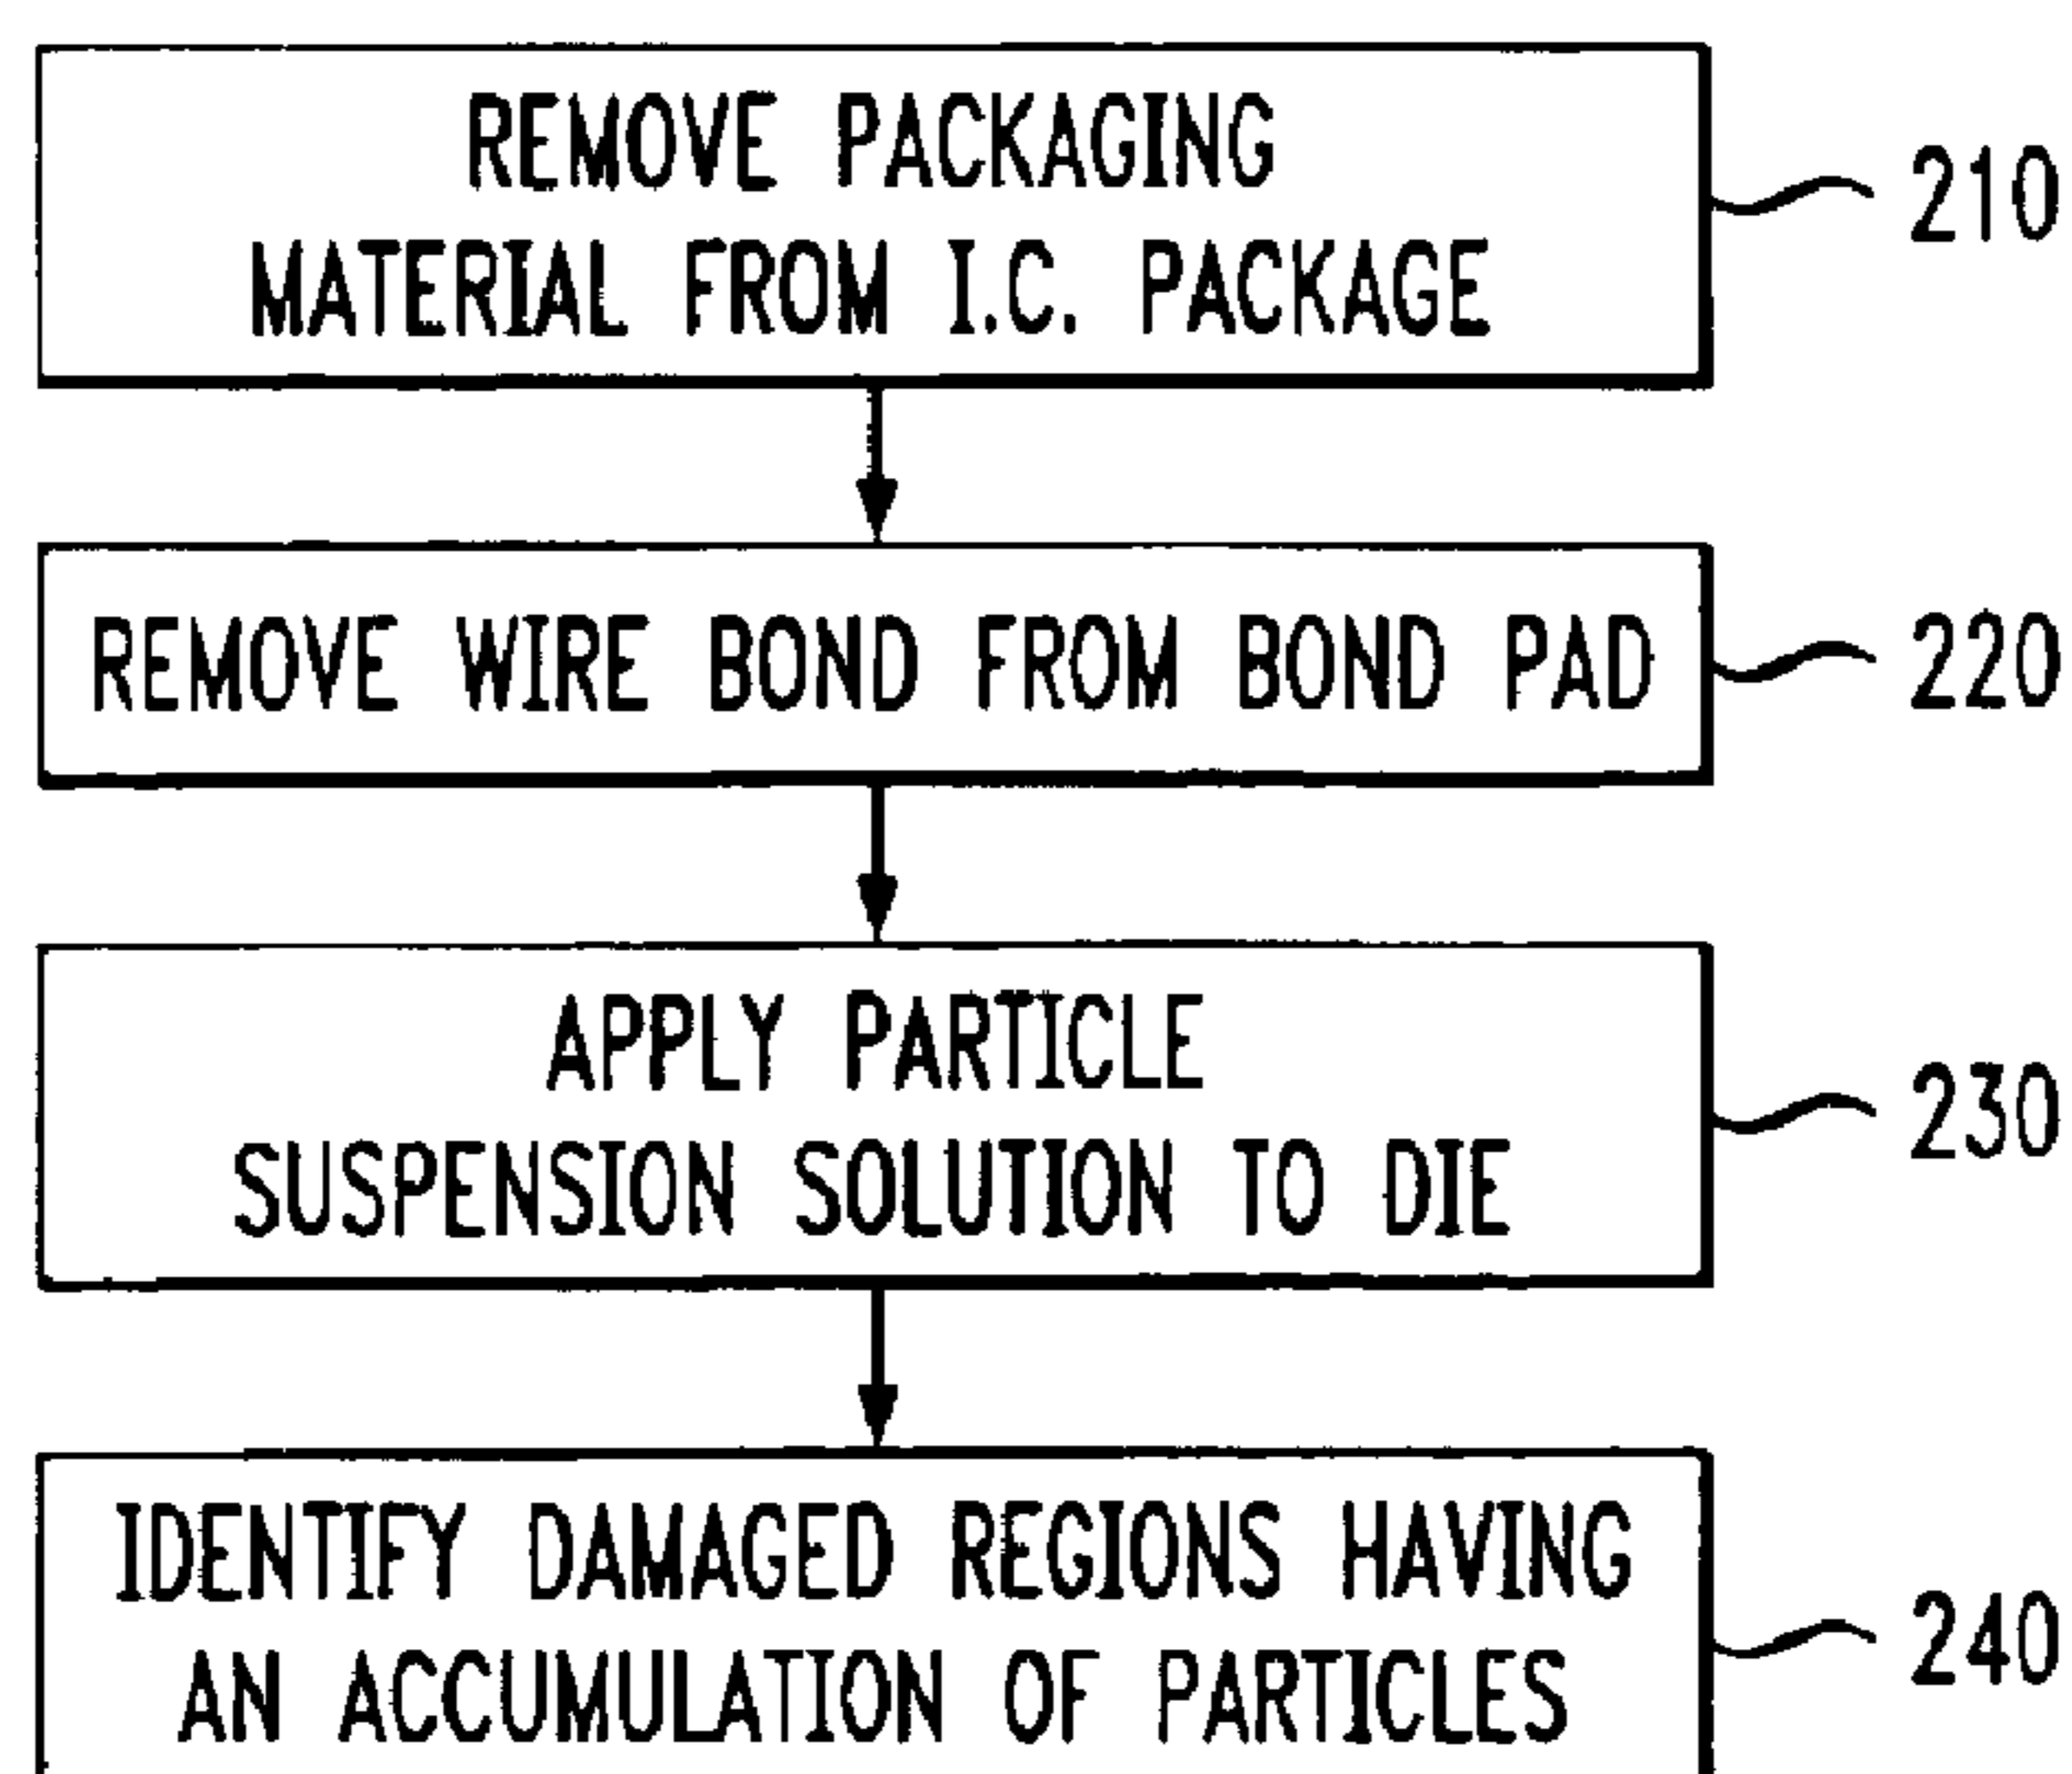 REMOVE PACKAGING
MATERIAL FROM I.C. PACKAGE
210
REMOVE WIRE BOND FROM BOND PAD
220
APPLY PARTICLE
SUSPENSION SOLUTION TO DIE
230
IDENTIFY DAMAGED REGIONS HAVING
AN ACCUMULATION OF PARTICLES
240